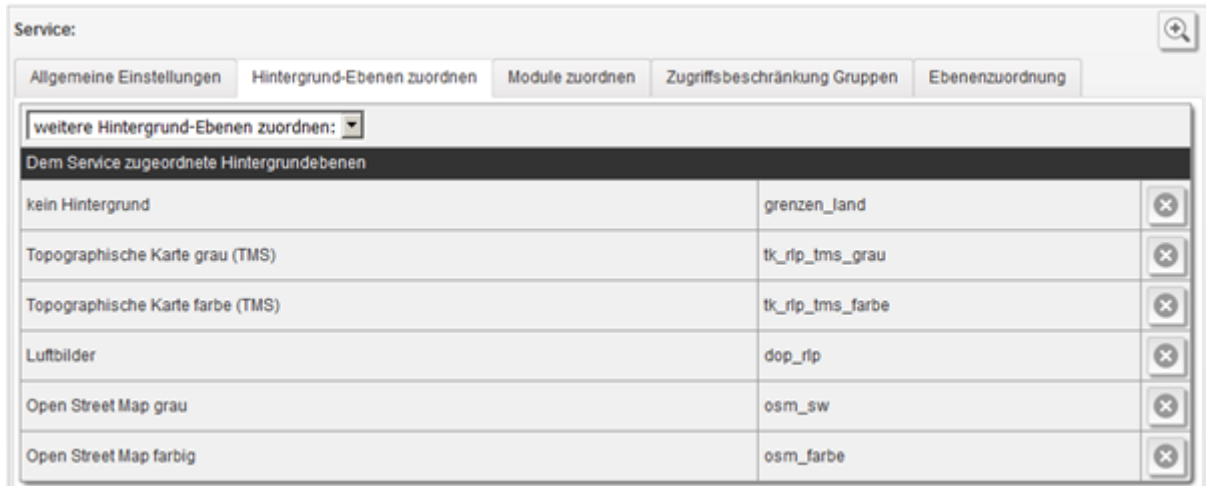 Service:
Allgemeine Einstellungen Hintergrund-Ebenen zuordnen Module zuordnen Zugriffsbeschränkung Gruppen Ebenenzuordnung
weitere Hintergrund-Ebenen zuordnen:
Dem Service zugeordnete Hintergrundebenen
kein Hintergrund grenzen_land
Topographische Karte grau (TMS) tk_rlp_tms_grau
Topographische Karte farbe (TMS) tk_rlp_tms_farbe
Luftbilder dop_rlp
Open Street Map grau osm_sw
Open Street Map farbig osm_farbe